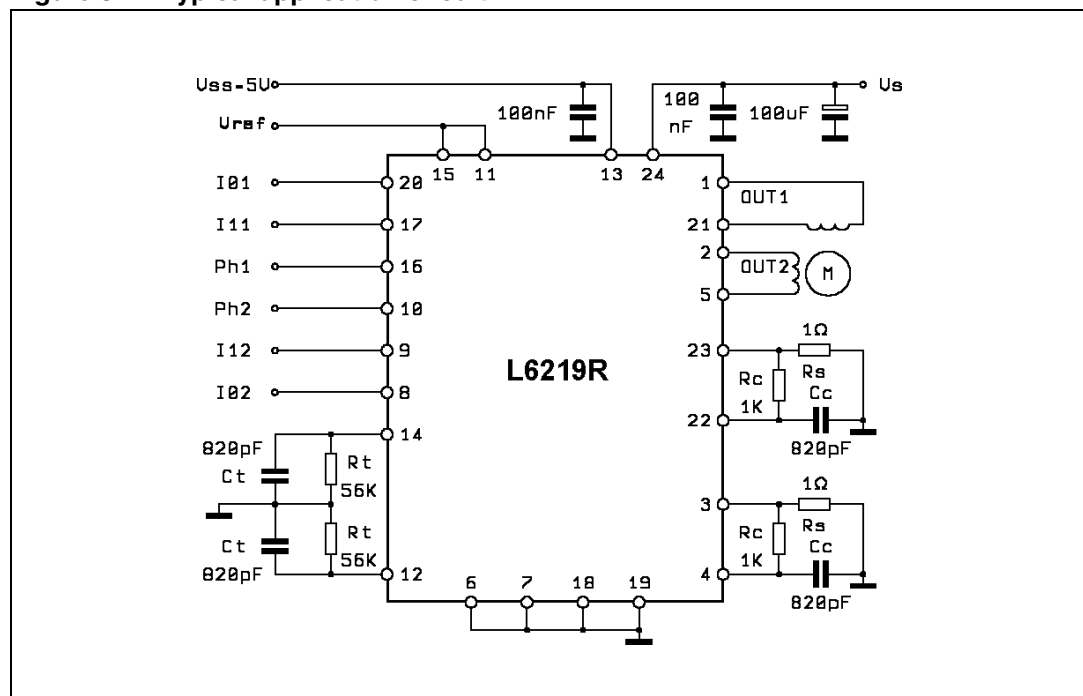 Vss-5V
100nF
100
nF
100uF
Vs
Vref
15
11
13
24
I01
20
1
OUT1
I11
17
21
Ph1
16
2
OUT2
M
Ph2
10
5
I12
9
23
1Ω
L6219R
Rc
Rs
I02
8
1K
Cc
22
820pF
14
820pF
Ct
Rt
56K
1Ω
3
Rc
Rs
Ct
Rt
1K
Cc
820pF
56K
12
6
7
18
19
4
820pF